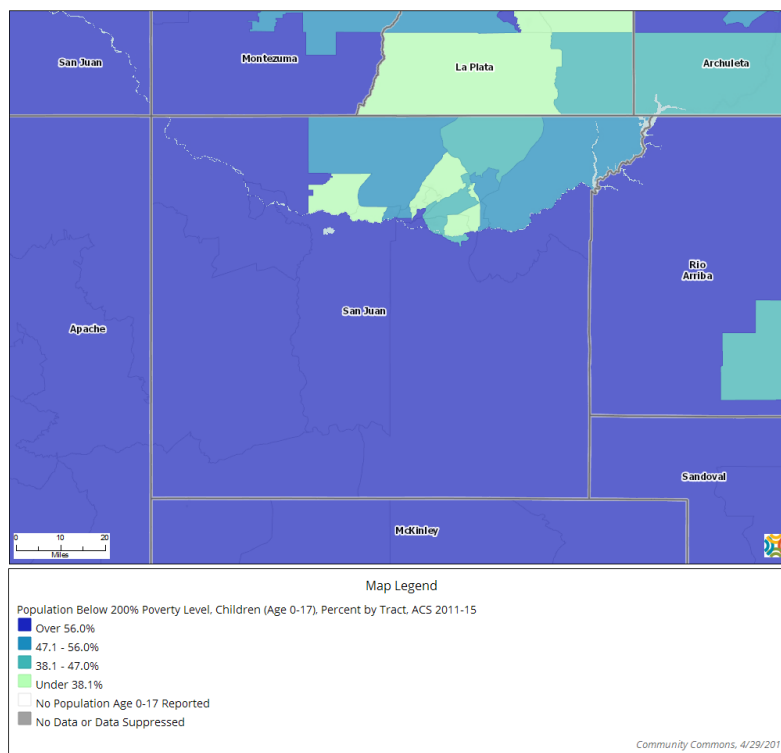 San Juan
Montezuma
La Plata
Archuleta
Rio
Arriba
San Juan
Apache
Sandoval
McKinley
0 10 20
Miles
Map Legend
Population Below 200% Poverty Level, Children (Age 0-17), Percent by Tract, ACS 2011-15
Over 56.0%
47.1 - 56.0%
38.1 - 47.0%
Under 38.1%
No Population Age 0-17 Reported
No Data or Data Suppressed
Community Commons, 4/29/201